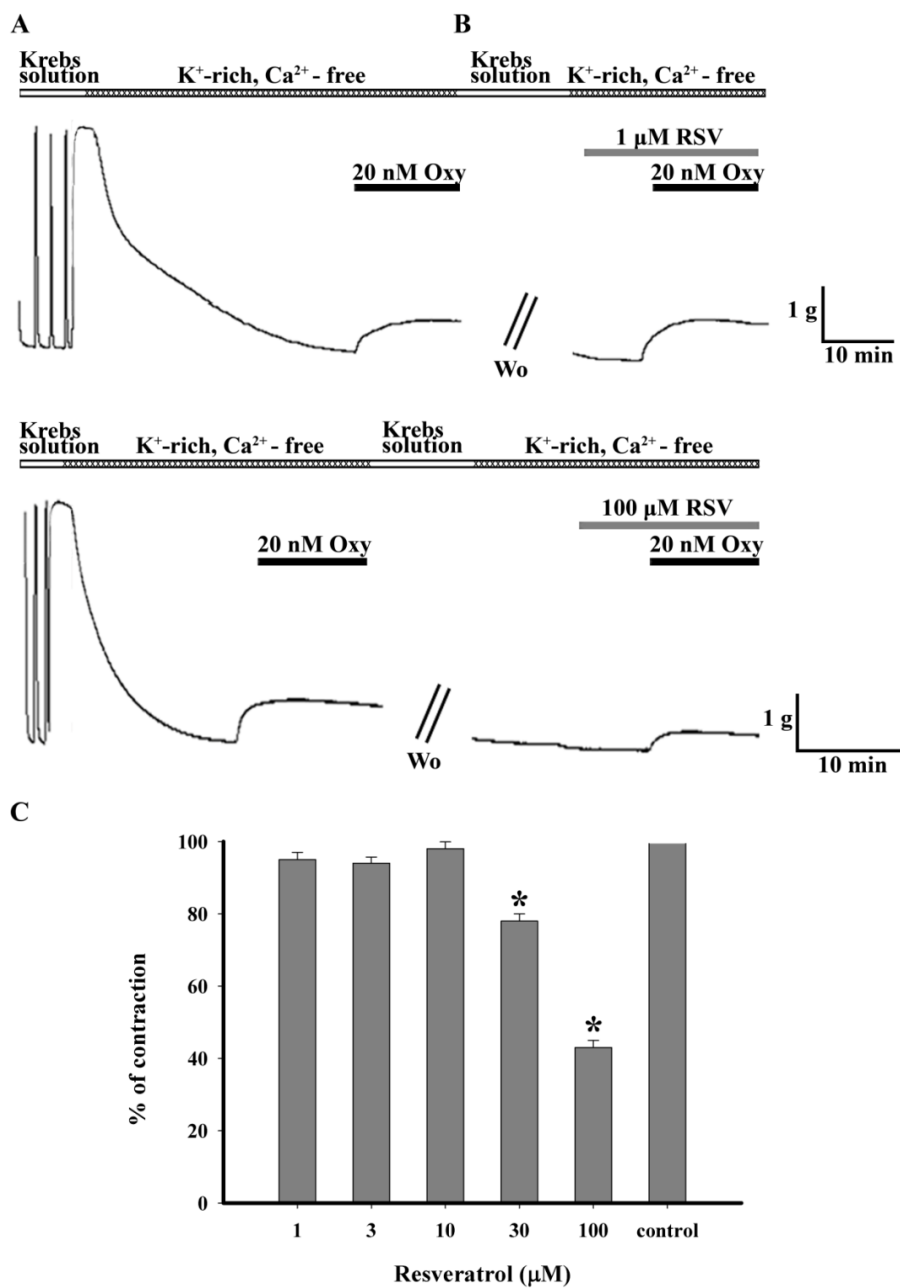 A
B
Krebs
solution
K⁺-rich, Ca²⁺ - free
Krebs
solution
K⁺-rich, Ca²⁺ - free
1 µM RSV
20 nM Oxy
20 nM Oxy
1 g
10 min
Wo
Krebs
solution
K⁺-rich, Ca²⁺ - free
Krebs
solution
K⁺-rich, Ca²⁺ - free
100 µM RSV
20 nM Oxy
20 nM Oxy
1 g
10 min
Wo
C
100
80
60
40
20
0
% of contraction
*
*
1 3 10 30 100 control
Resveratrol (µM)